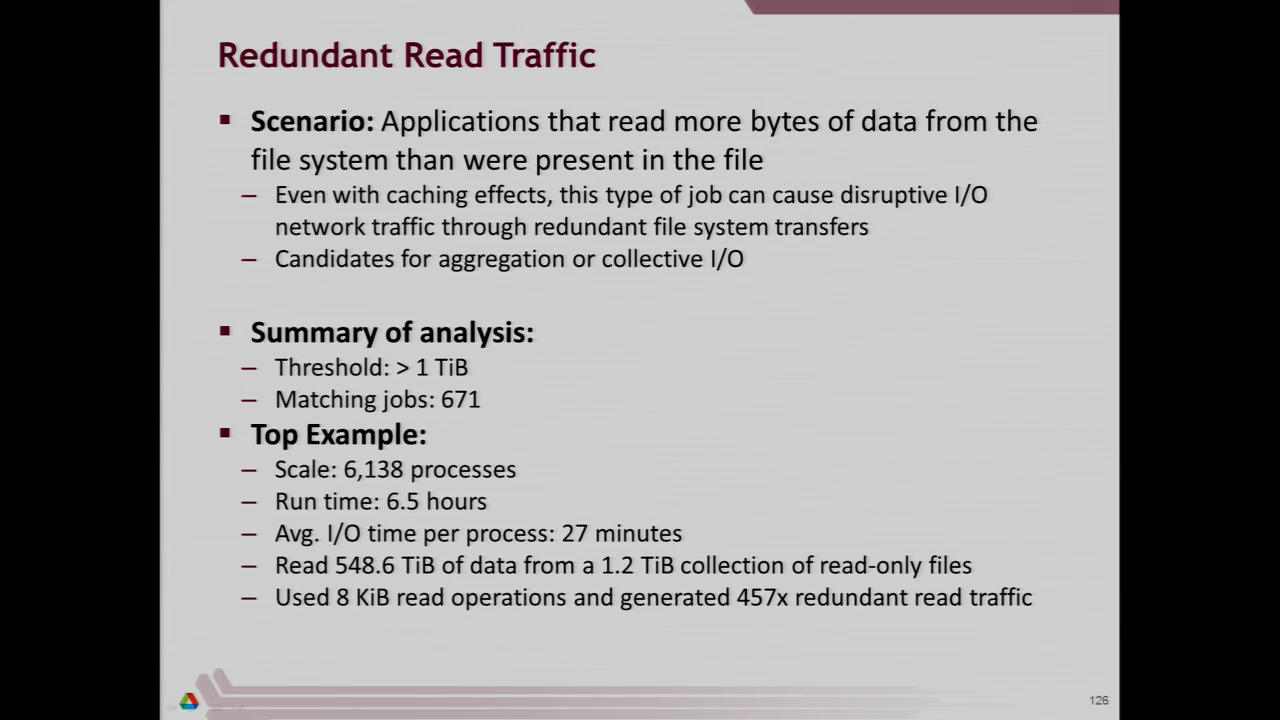 Redundant Read Traffic
Scenario: Applications that read more bytes of data from the
file system than were present in the file
– Even with caching effects, this type of job can cause disruptive I/O
network traffic through redundant file system transfers
– Candidates for aggregation or collective I/O
Summary of analysis:
– Threshold: > 1 TiB
– Matching jobs: 671
Top Example:
– Scale: 6,138 processes
– Run time: 6.5 hours
– Avg. I/O time per process: 27 minutes
– Read 548.6 TiB of data from a 1.2 TiB collection of read-only files
– Used 8 KiB read operations and generated 457x redundant read traffic
126